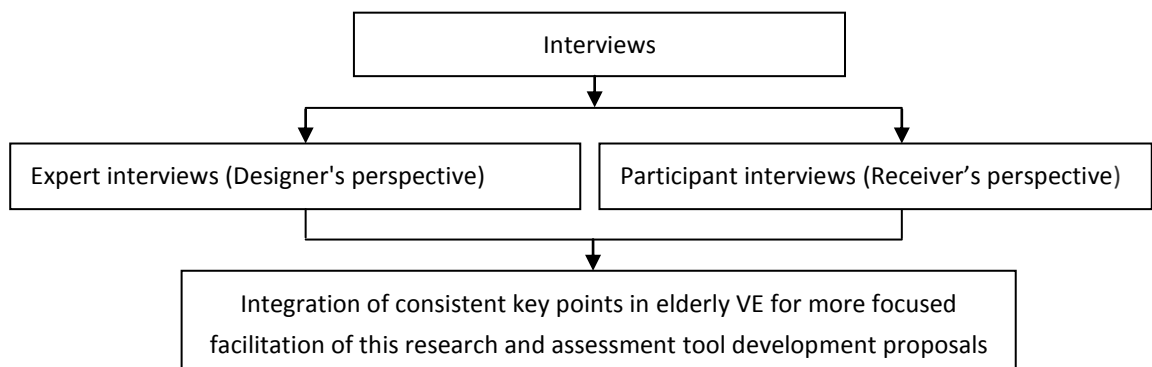 Interviews
Expert interviews (Designer's perspective)
Participant interviews (Receiver’s perspective)
Integration of consistent key points in elderly VE for more focused
facilitation of this research and assessment tool development proposals